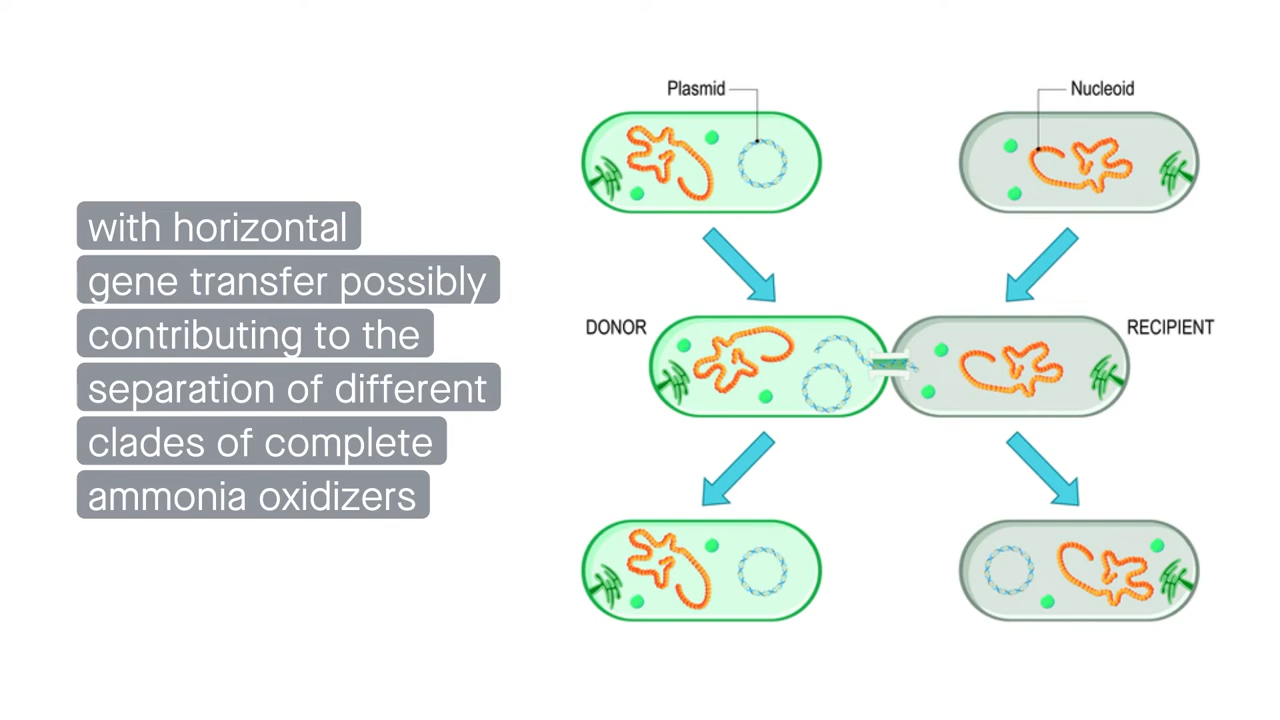 with horizontal
gene transfer possibly
contributing to the
separation of different
clades of complete
ammonia oxidizers
Plasmid
Nucleoid
DONOR
RECIPIENT